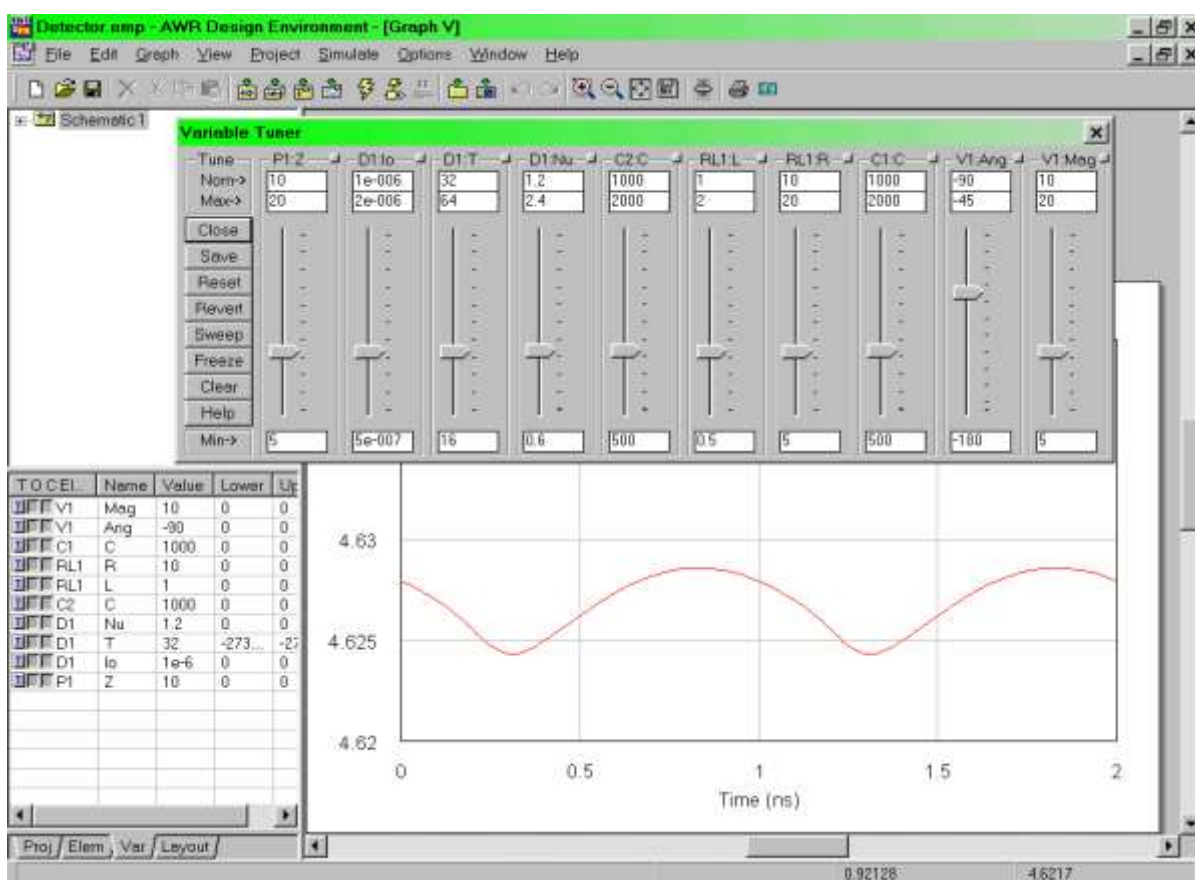 Detector.emp - AWR Design Environment - [Graph V]
File Edit Graph View Project Simulate Options Window Help
Schematic 1
Variable Tuner
Tune P1:Z D1:Io D1:T D1:Nu C2:C RL1:L RL1:R C1:C V1:Ang V1:Mag
Nom-> 10 1e-006 32 1.2 1000 1 10 1000 -90 10
Max-> 20 2e-006 64 2.4 2000 2 20 2000 -45 20
Close
Save
Reset
Revert
Sweep
Freeze
Clear
Help
Min-> 5 5e-007 16 0.6 500 0.5 5 500 -180 5
T O C El... Name Value Lower Up
V1 Mag 10 0 0
V1 Ang -90 0 0
C1 C 1000 0 0
RL1 R 10 0 0
RL1 L 1 0 0
C2 C 1000 0 0
D1 Nu 1.2 0 0
D1 T 32 -273... -27
D1 Io 1e-6 0 0
P1 Z 10 0 0
4.63
4.625
4.62
0 0.5 1 1.5 2
Time (ns)
Proj Elem Var Layout
0.92128 4.6217